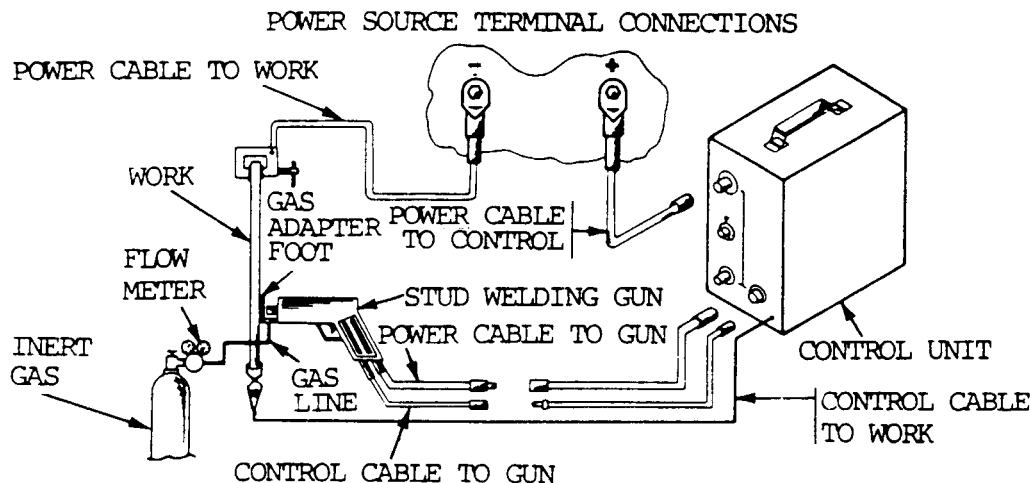 POWER SOURCE TERMINAL CONNECTIONS
POWER CABLE TO WORK
-
+
WORK
GAS
ADAPTER
FOOT
POWER CABLE
TO CONTROL
FLOW
METER
STUD WELDING GUN
POWER CABLE TO GUN
INERT
GAS
GAS
LINE
CONTROL UNIT
CONTROL CABLE
TO WORK
CONTROL CABLE TO GUN